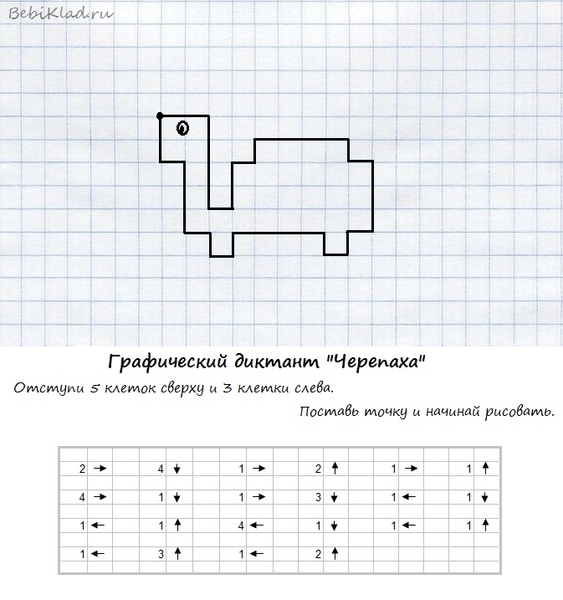 BebiKlad.ru
Графический диктант "Черепаха"
Отступи 5 клеток сверху и 3 клетки слева.
Поставь точку и начинай рисовать.
2 → 4 ↓ 1 → 2 ↑ 1 → 1 ↑
4 → 1 ↓ 1 → 3 ↓ 1 ← 1 ↓
1 ← 1 ↑ 4 ← 1 ↓ 1 ← 1 ↑
1 ← 3 ↑ 1 ← 2 ↑